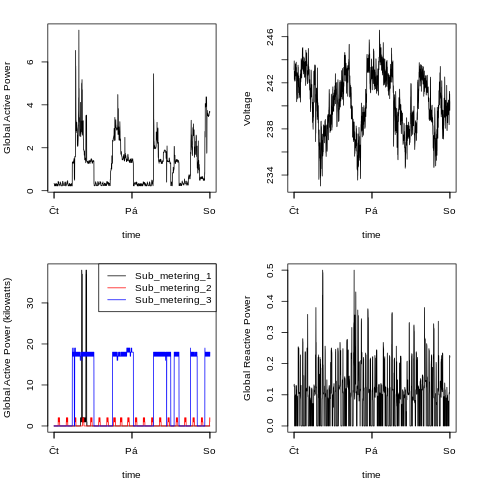 Global Active Power
0
2
4
6
Čt
Pá
So
time
Voltage
234
238
242
246
Čt
Pá
So
time
Global Active Power (kilowatts)
0
10
20
30
Sub_metering_1
Sub_metering_2
Sub_metering_3
Čt
Pá
So
time
Global Reactive Power
0.0
0.1
0.2
0.3
0.4
0.5
Čt
Pá
So
time